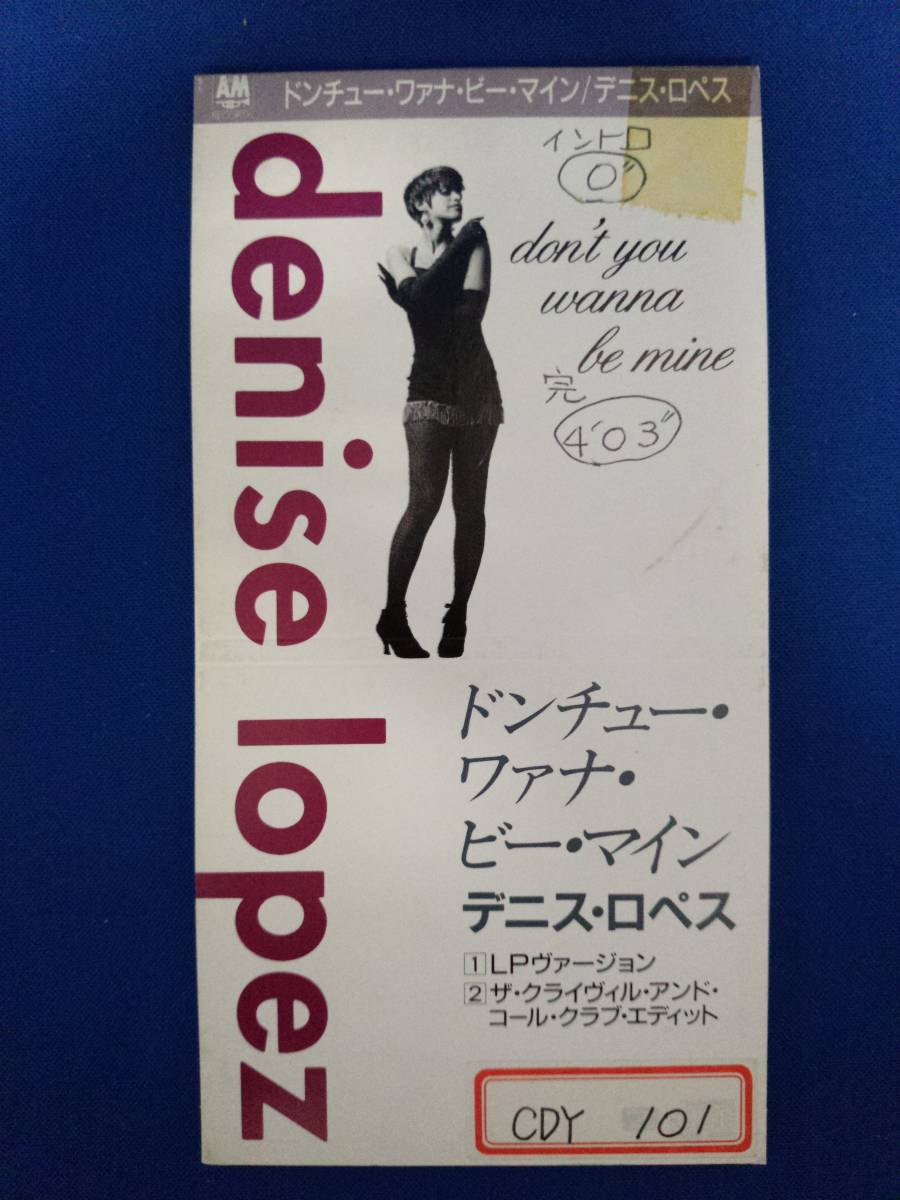 A&M
RECORDS
ドンチュー・ワァナ・ビー・マイン/デニス・ロペス
denise lopez
イントロ
0"
don't you
wanna
be mine
完
4'03"
ドンチュー・
ワァナ・
ビー・マイン
デニス・ロペス
1 LPヴァージョン
2 ザ・クライヴィル・アンド・
コール・クラブ・エディット
CDY 101